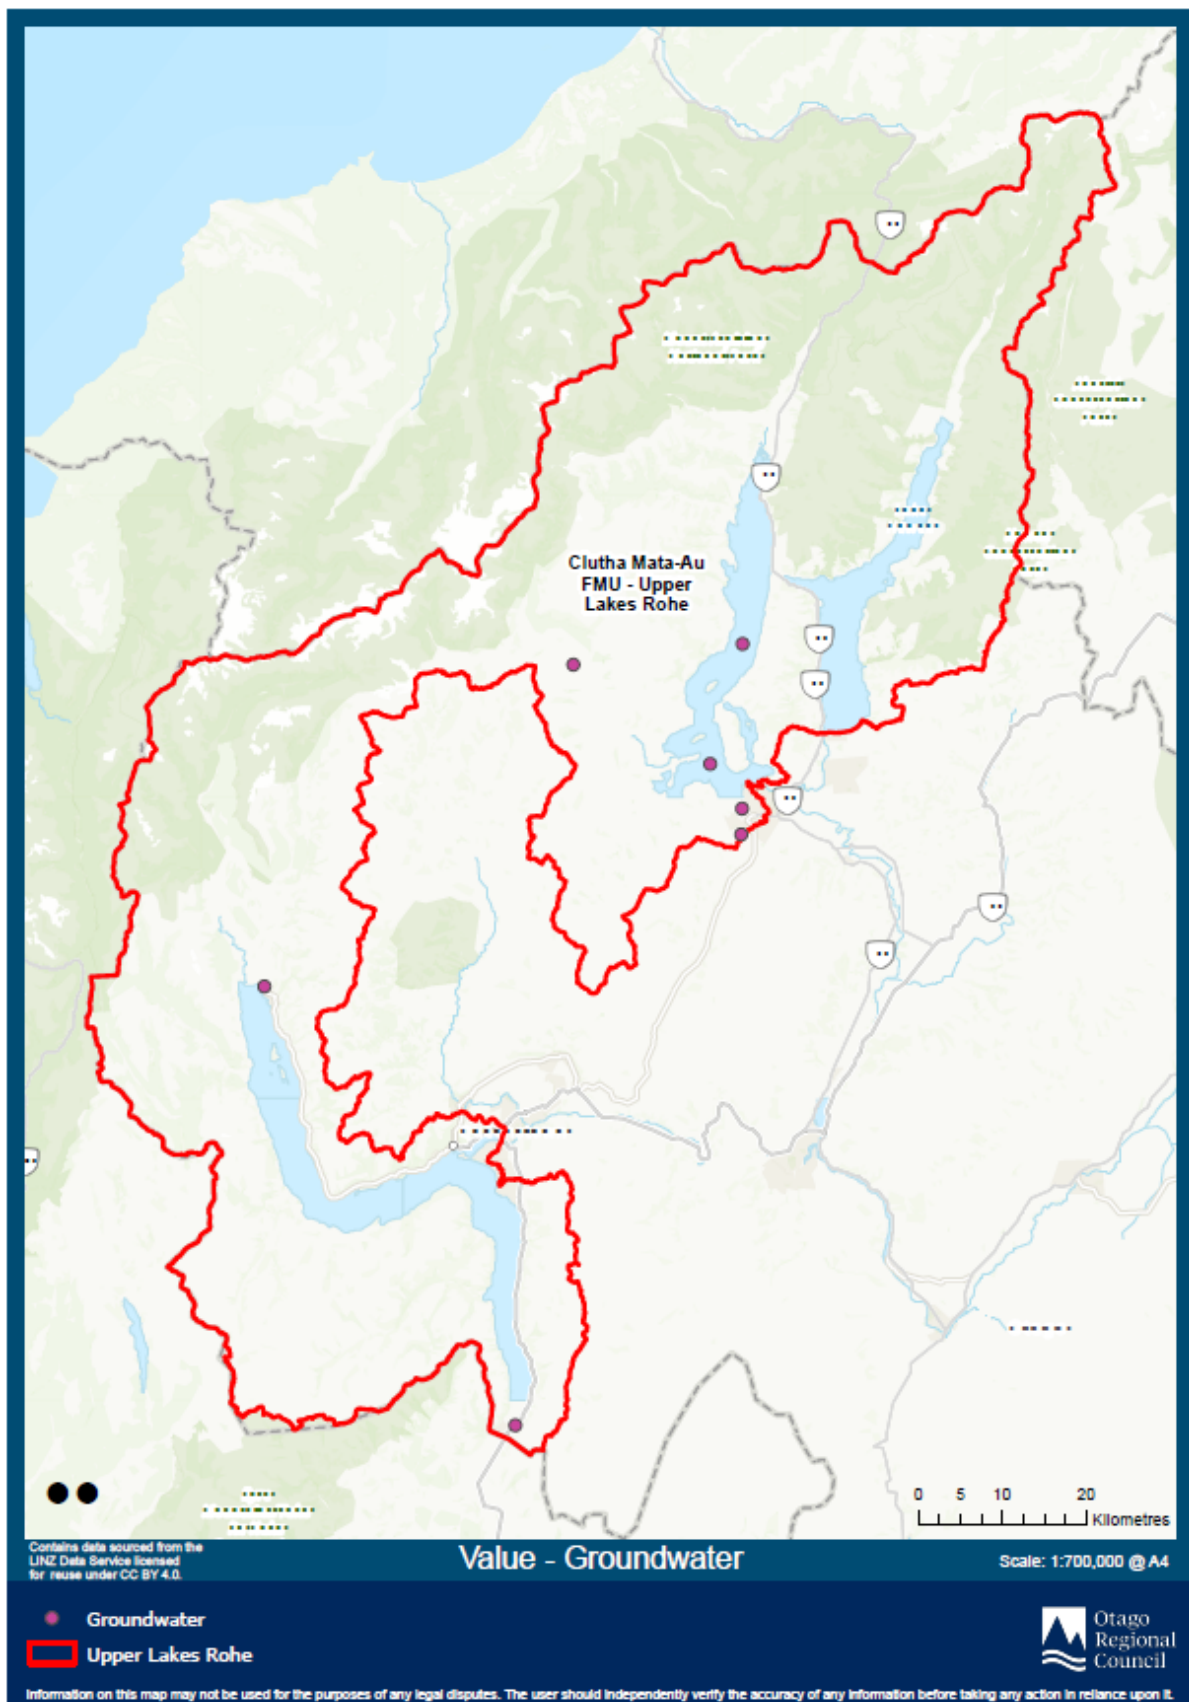 Clutha Mata-Au
FMU - Upper
Lakes Rohe
0 5 10 20
Kilometres
Contains data sourced from the
LINZ Data Service licensed
for reuse under CC BY 4.0.
Value - Groundwater
Scale: 1:700,000 @ A4
Groundwater
Upper Lakes Rohe
Otago
Regional
Council
Information on this map may not be used for the purposes of any legal disputes. The user should independently verify the accuracy of any information before taking any action in reliance upon it.